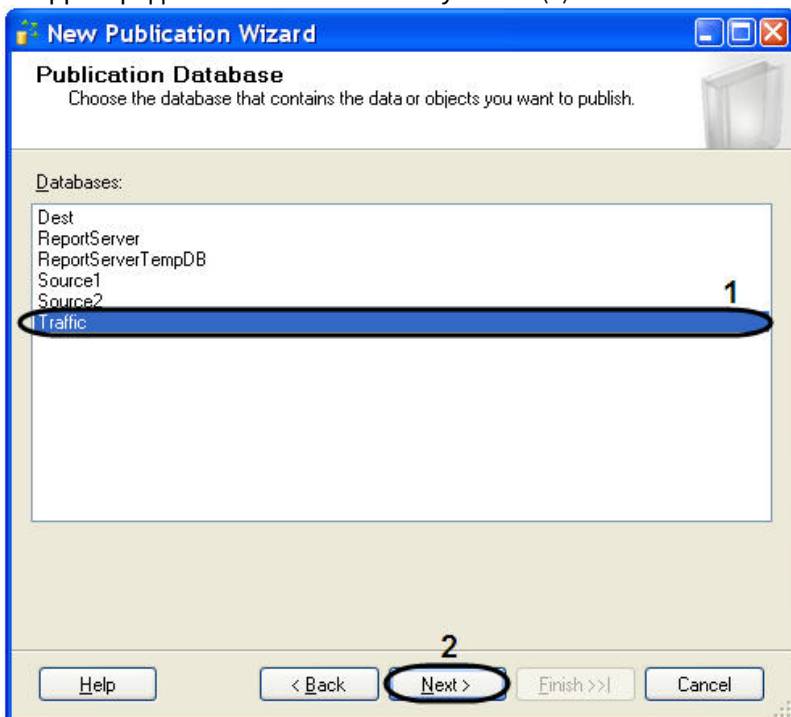 New Publication Wizard
Publication Database
Choose the database that contains the data or objects you want to publish.
Databases:
Dest
ReportServer
ReportServerTempDB
Source1
Source2
1
Traffic
2
Help
< Back
Next >
Finish >>|
Cancel